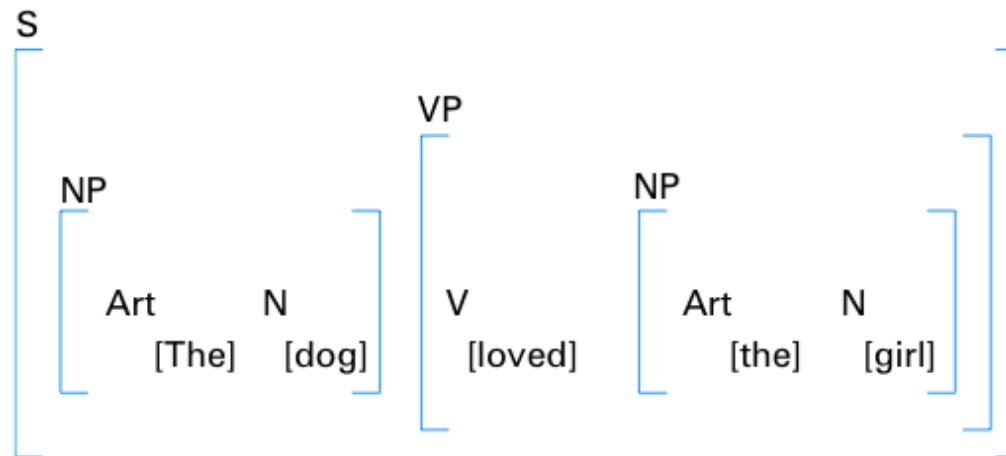 S
VP
NP NP
Art N V Art N
[The] [dog] [loved] [the] [girl]